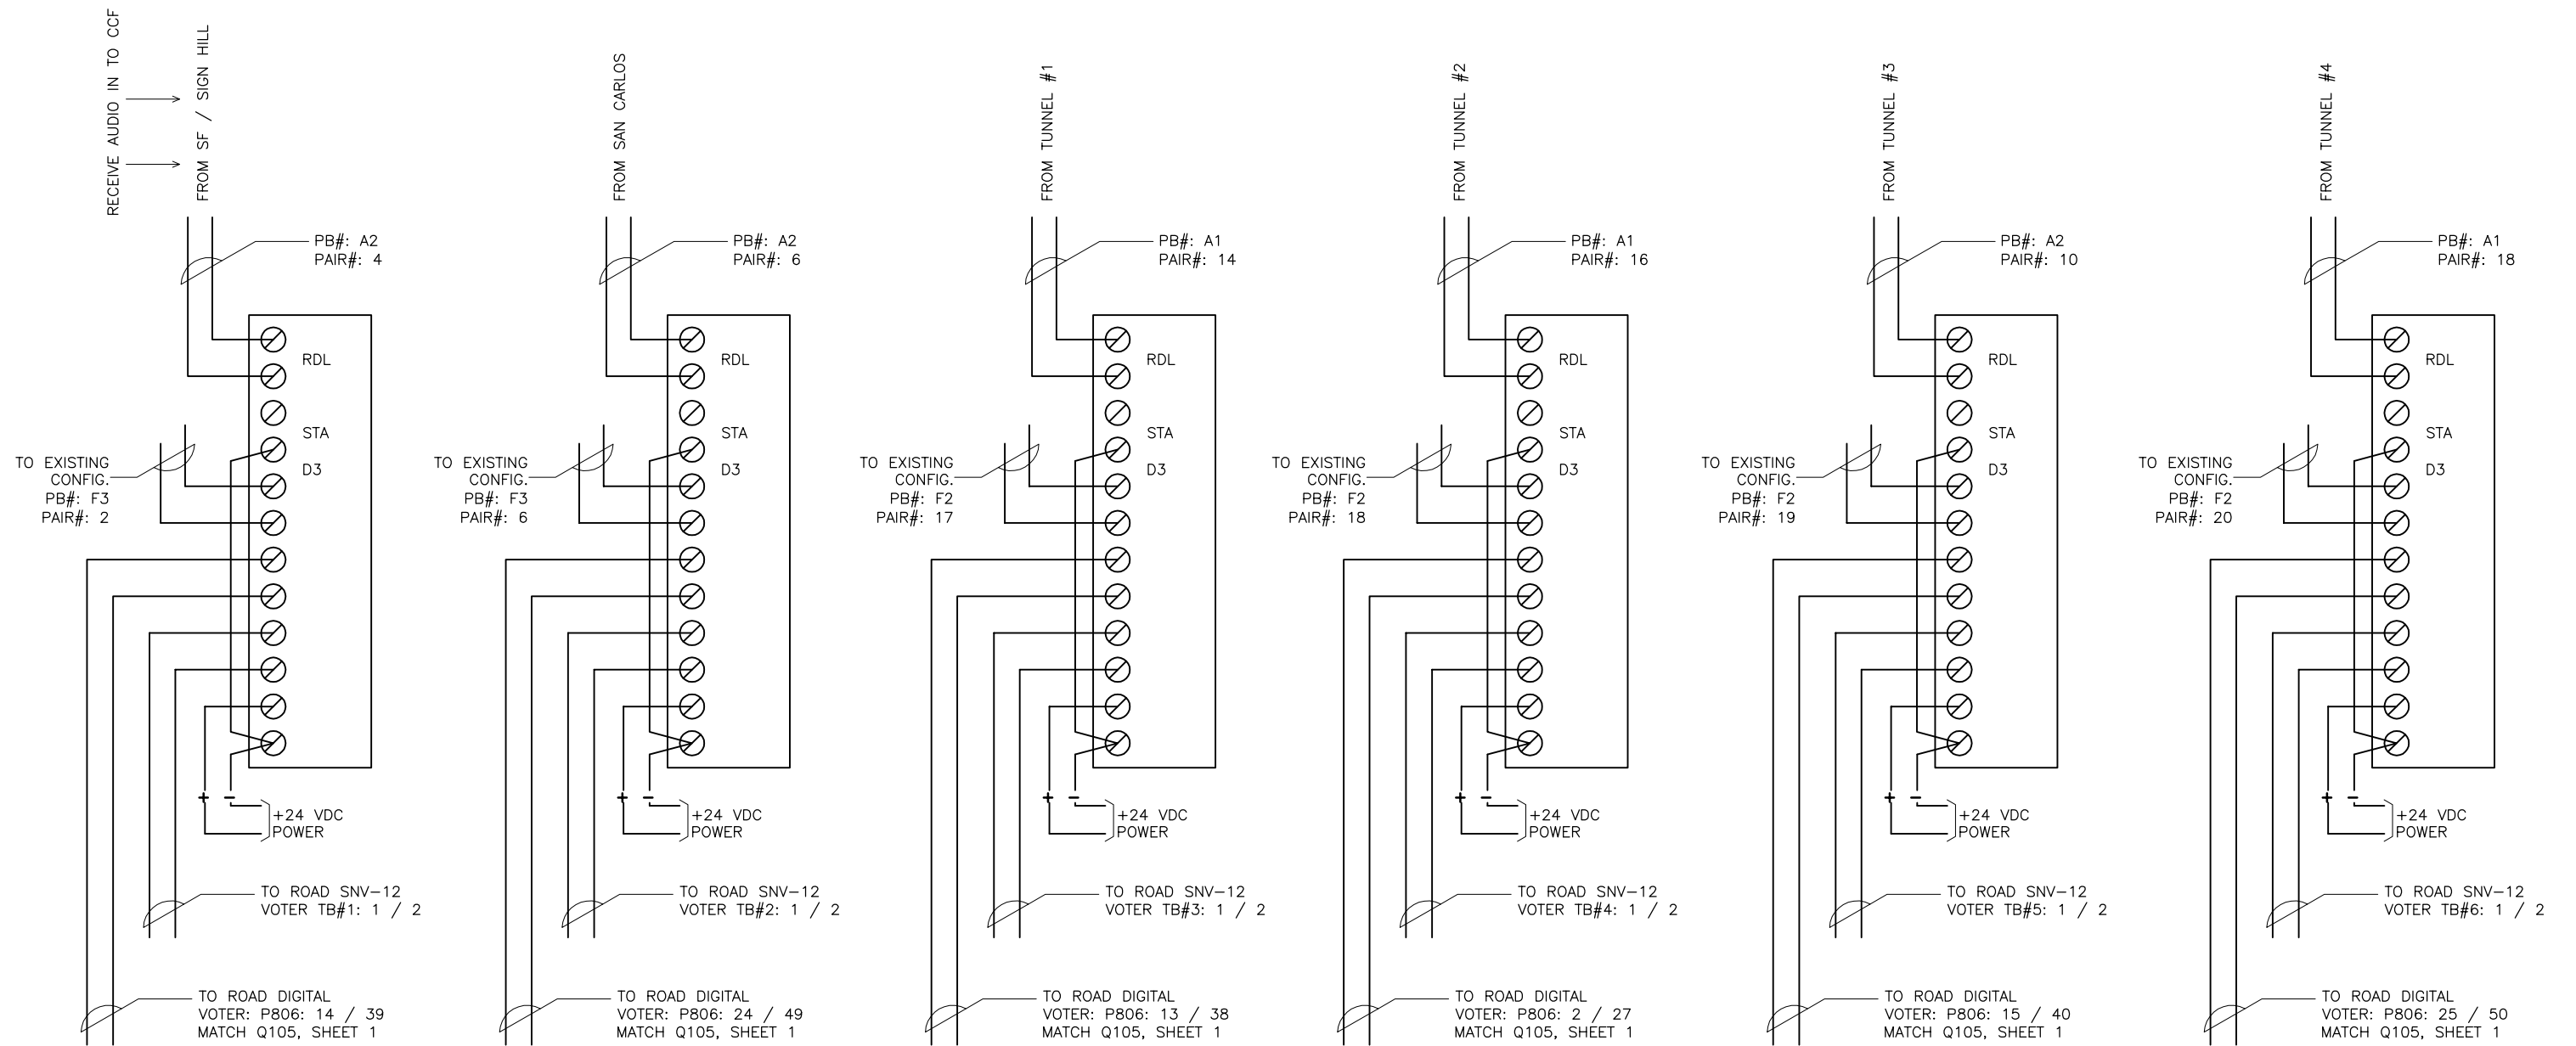 RECEIVE AUDIO IN TO CCF
FROM SF / SIGN HILL
PB#: A2
PAIR#: 4
RDL
STA
D3
TO EXISTING
CONFIG.
PB#: F3
PAIR#: 2
+ −
+24 VDC
POWER
TO ROAD SNV−12
VOTER TB#1: 1 / 2
TO ROAD DIGITAL
VOTER: P806: 14 / 39
MATCH Q105, SHEET 1
FROM SAN CARLOS
PB#: A2
PAIR#: 6
RDL
STA
D3
TO EXISTING
CONFIG.
PB#: F3
PAIR#: 6
+ −
+24 VDC
POWER
TO ROAD SNV−12
VOTER TB#2: 1 / 2
TO ROAD DIGITAL
VOTER: P806: 24 / 49
MATCH Q105, SHEET 1
FROM TUNNEL #1
PB#: A1
PAIR#: 14
RDL
STA
D3
TO EXISTING
CONFIG.
PB#: F2
PAIR#: 17
+ −
+24 VDC
POWER
TO ROAD SNV−12
VOTER TB#3: 1 / 2
TO ROAD DIGITAL
VOTER: P806: 13 / 38
MATCH Q105, SHEET 1
FROM TUNNEL #2
PB#: A1
PAIR#: 16
RDL
STA
D3
TO EXISTING
CONFIG.
PB#: F2
PAIR#: 18
+ −
+24 VDC
POWER
TO ROAD SNV−12
VOTER TB#4: 1 / 2
TO ROAD DIGITAL
VOTER: P806: 2 / 27
MATCH Q105, SHEET 1
FROM TUNNEL #3
PB#: A2
PAIR#: 10
RDL
STA
D3
TO EXISTING
CONFIG.
PB#: F2
PAIR#: 19
+ −
+24 VDC
POWER
TO ROAD SNV−12
VOTER TB#5: 1 / 2
TO ROAD DIGITAL
VOTER: P806: 15 / 40
MATCH Q105, SHEET 1
FROM TUNNEL #4
PB#: A1
PAIR#: 18
RDL
STA
D3
TO EXISTING
CONFIG.
PB#: F2
PAIR#: 20
+ −
+24 VDC
POWER
TO ROAD SNV−12
VOTER TB#6: 1 / 2
TO ROAD DIGITAL
VOTER: P806: 25 / 50
MATCH Q105, SHEET 1